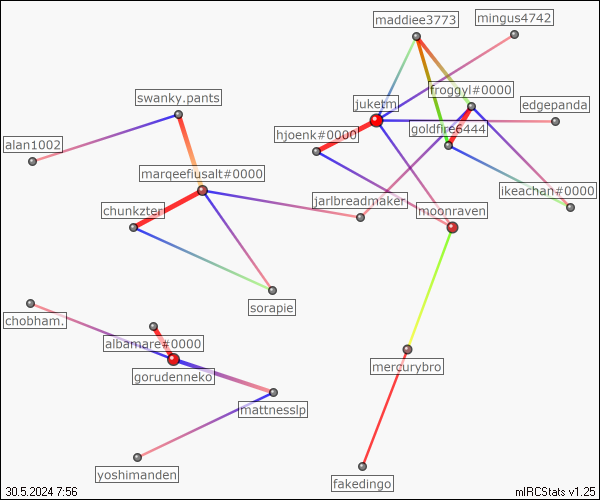 maddiee3773
mingus4742
swanky.pants
juketm
froggyl#0000
edgepanda
alan1002
hjoenk#0000
goldfire6444
marqeefiusalt#0000
ikeachan#0000
chunkzter
jarlbreadmaker
moonraven
sorapie
chobham.
albamare#0000
gorudenneko
mercurybro
mattnesslp
yoshimanden
fakedingo
30.5.2024 7:56
mIRCStats v1.25